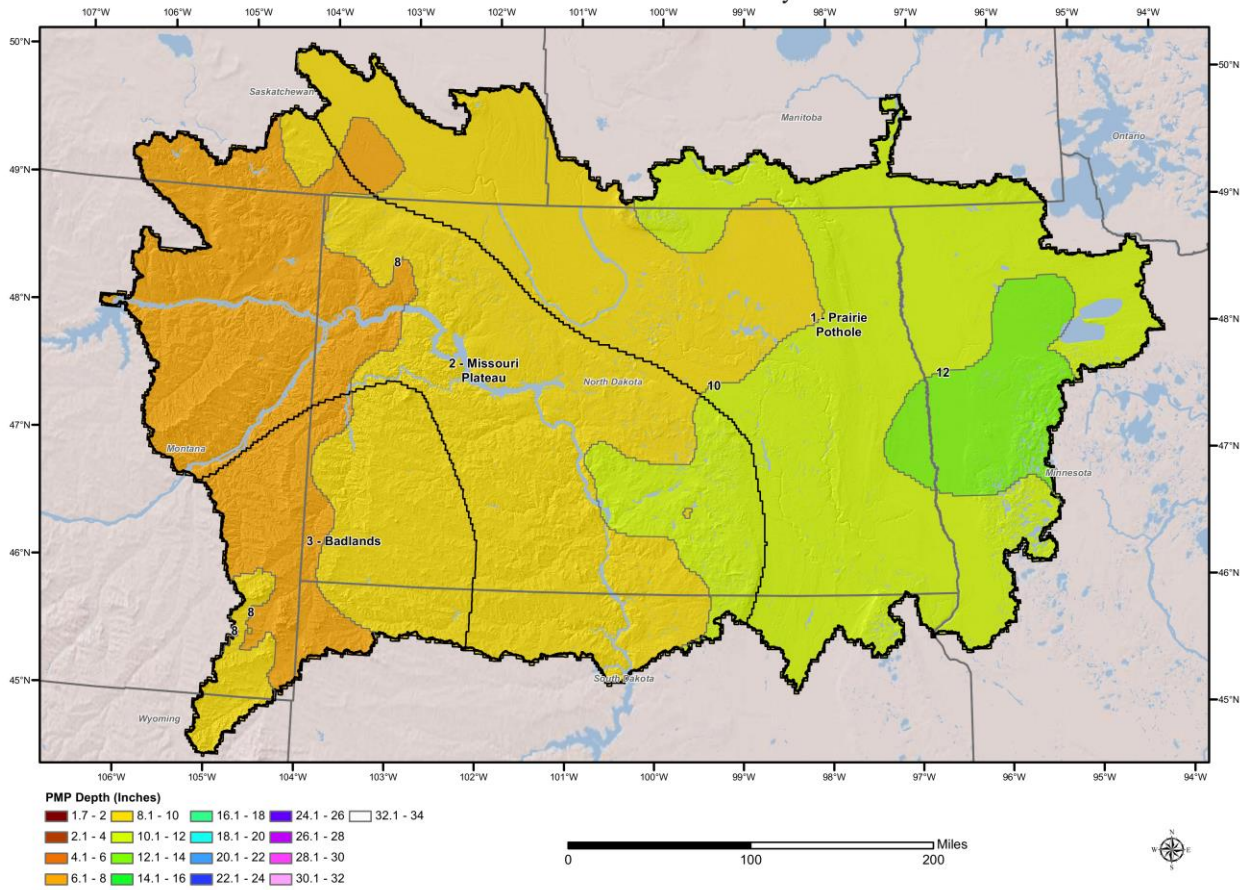 107°W 106°W 105°W 104°W 103°W 102°W 101°W 100°W 99°W 98°W 97°W 96°W 95°W 94°W
50°N 50°N
Saskatchewan
Manitoba
Ontario
49°N 49°N
8
48°N 48°N
1 - Prairie
Pothole
2 - Missouri
Plateau
12
North Dakota
10
47°N 47°N
Montana
Minnesota
46°N 46°N
3 - Badlands
8
8
45°N 45°N
South Dakota
Wyoming
106°W 105°W 104°W 103°W 102°W 101°W 100°W 99°W 98°W 97°W 96°W 95°W 94°W
PMP Depth (Inches)
1.7 - 2 8.1 - 10 16.1 - 18 24.1 - 26 32.1 - 34
2.1 - 4 10.1 - 12 18.1 - 20 26.1 - 28
4.1 - 6 12.1 - 14 20.1 - 22 28.1 - 30
6.1 - 8 14.1 - 16 22.1 - 24 30.1 - 32
Miles
0 100 200
N
W E
S